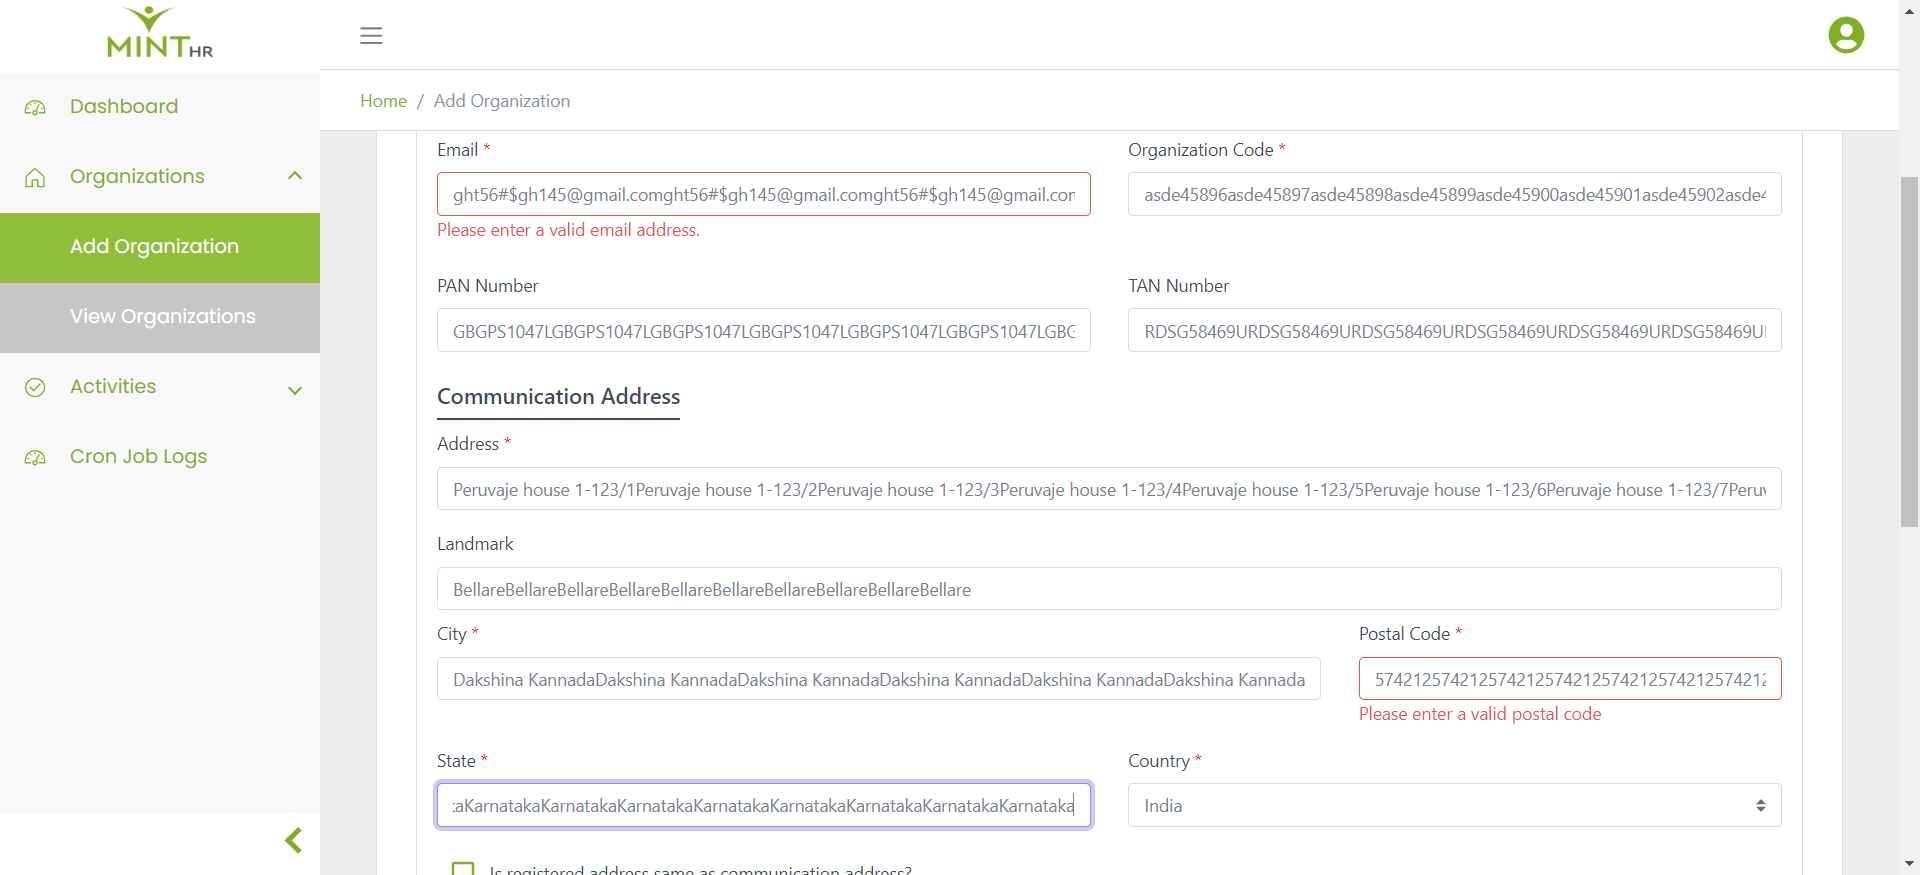 MINT HR
Home / Add Organization
Dashboard
Organizations
Add Organization
View Organizations
Activities
Cron Job Logs
Email *
Organization Code *
ght56#$gh145@gmail.comght56#$gh145@gmail.comght56#$gh145@gmail.com
asde45896asde45897asde45898asde45899asde45900asde45901asde45902asde4
Please enter a valid email address.
PAN Number
TAN Number
GBGPS1047LGBGPS1047LGBGPS1047LGBGPS1047LGBGPS1047LGBGPS1047LGBG
RDSG58469URDSG58469URDSG58469URDSG58469URDSG58469URDSG58469U
Communication Address
Address *
Peruvaje house 1-123/1Peruvaje house 1-123/2Peruvaje house 1-123/3Peruvaje house 1-123/4Peruvaje house 1-123/5Peruvaje house 1-123/6Peruvaje house 1-123/7Peruv
Landmark
BellareBellareBellareBellareBellareBellareBellareBellareBellareBellare
City *
Postal Code *
Dakshina KannadaDakshina KannadaDakshina KannadaDakshina KannadaDakshina KannadaDakshina Kannada
574212574212574212574212574212574212574212
Please enter a valid postal code
State *
Country *
aKarnatakaKarnatakaKarnatakaKarnatakaKarnatakaKarnatakaKarnatakaKarnataka
India
Is registered address same as communication address?